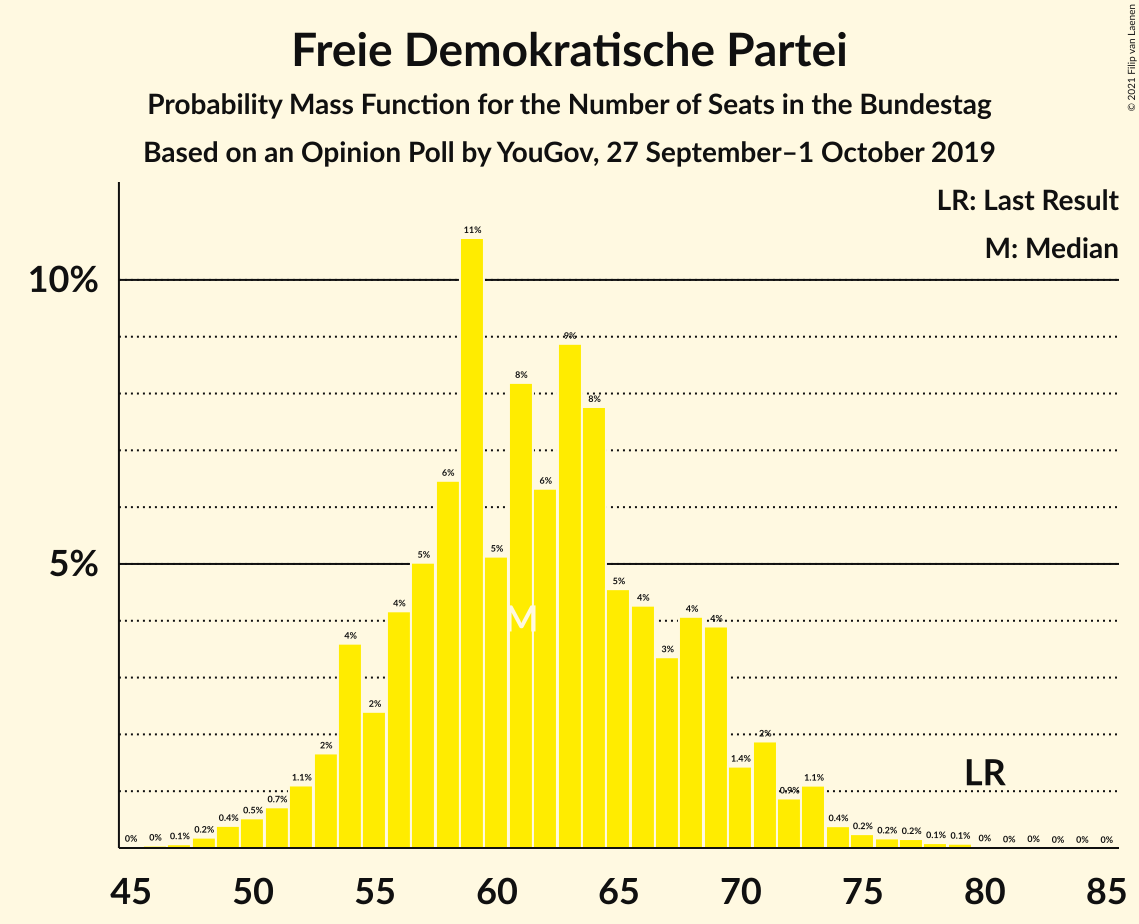 Freie Demokratische Partei
Probability Mass Function for the Number of Seats in the Bundestag
Based on an Opinion Poll by YouGov, 27 September–1 October 2019
© 2021 Filip van Laenen
LR: Last Result
M: Median
10%
5%
0% 0% 0.1% 0.2% 0.4% 0.5% 0.7% 1.1% 2% 4% 2% 4% 5% 6% 11% 5% 8% 6% 9% 8% 5% 4% 3% 4% 4% 1.4% 2% 0.9% 1.1% 0.4% 0.2% 0.2% 0.2% 0.1% 0.1% 0% 0% 0% 0% 0% 0%
M
LR
45 50 55 60 65 70 75 80 85